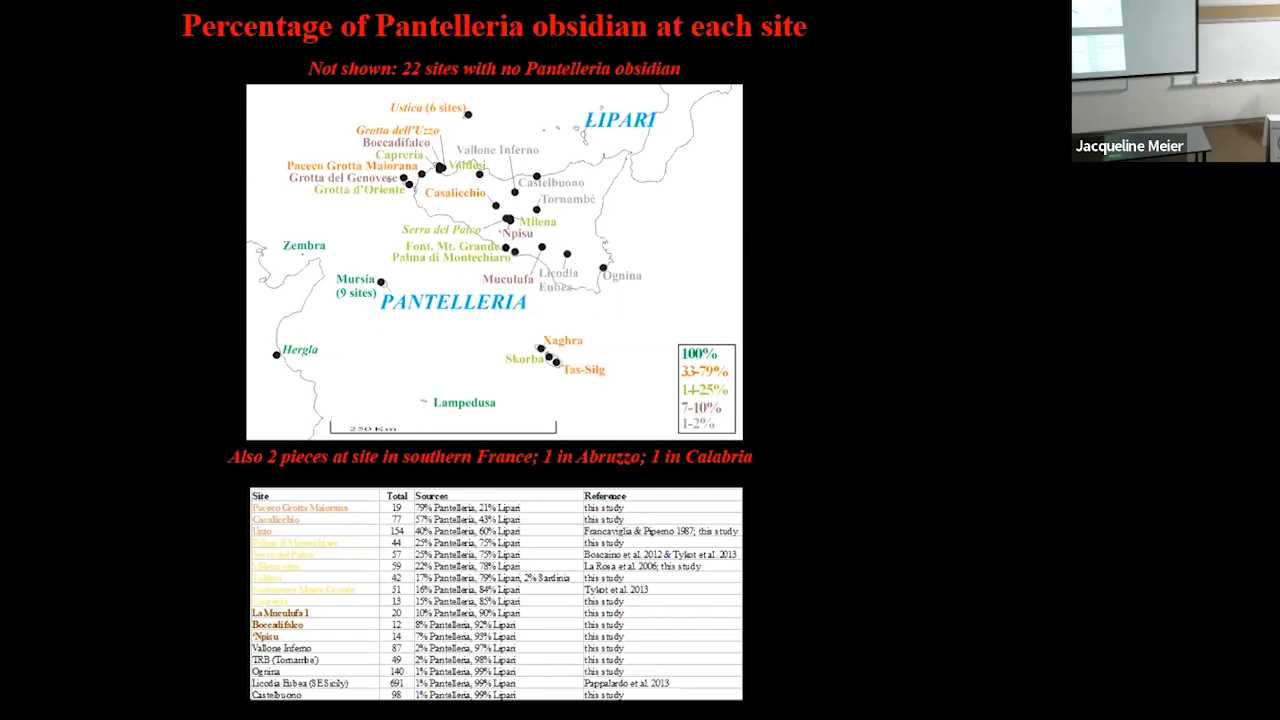 Percentage of Pantelleria obsidian at each site
Not shown: 22 sites with no Pantelleria obsidian
Ustica (6 sites)
LIPARI
Grotta dell'Uzzo
Boccadifalco
Vallone Inferno
Capreria
Valdesi
Paceco Grotta Maiorana
Grotta del Genovese
Castelbuono
Grotta d'Oriente
Casalicchio
Tornambè
Milena
Serra del Palco
'Npisu
Font. Mt. Grande
Zembra
Palma di Montechiaro
Mursia
(9 sites)
Muculufa
Licodia
Eubea
Ognina
PANTELLERIA
Hergla
Xaghra
Skorba
Tas-Silg
Lampedusa
100%
33-79%
14-25%
7-10%
1-2%
250 Km
Also 2 pieces at site in southern France; 1 in Abruzzo; 1 in Calabria
Site Total Sources Reference
Paceco Grotta Maiorana 19 79% Pantelleria, 21% Lipari this study
Casalicchio 77 57% Pantelleria, 43% Lipari this study
Uzzo 154 40% Pantelleria, 60% Lipari Francaviglia & Piperno 1987; this study
Palma di Montechiaro 44 25% Pantelleria, 75% Lipari this study
Serra del Palco 57 25% Pantelleria, 75% Lipari Boscaino et al. 2012 & Tykot et al. 2013
59 22% Pantelleria, 78% Lipari La Rosa et al. 2006; this study
Valdesi 42 17% Pantelleria, 79% Lipari, 2% Sardinia this study
51 16% Pantelleria, 84% Lipari Tykot et al. 2013
13 15% Pantelleria, 85% Lipari this study
La Muculufa 1 20 10% Pantelleria, 90% Lipari this study
Boccadifalco 12 8% Pantelleria, 92% Lipari this study
'Npisu 14 7% Pantelleria, 93% Lipari this study
Vallone Inferno 87 2% Pantelleria, 97% Lipari this study
TRB (Tornambe') 49 2% Pantelleria, 98% Lipari this study
Ognina 140 1% Pantelleria, 99% Lipari this study
Licodia Eubea (SE Sicily) 691 1% Pantelleria, 99% Lipari Pappalardo et al. 2013
Castelbuono 98 1% Pantelleria, 99% Lipari this study
Jacqueline Meier